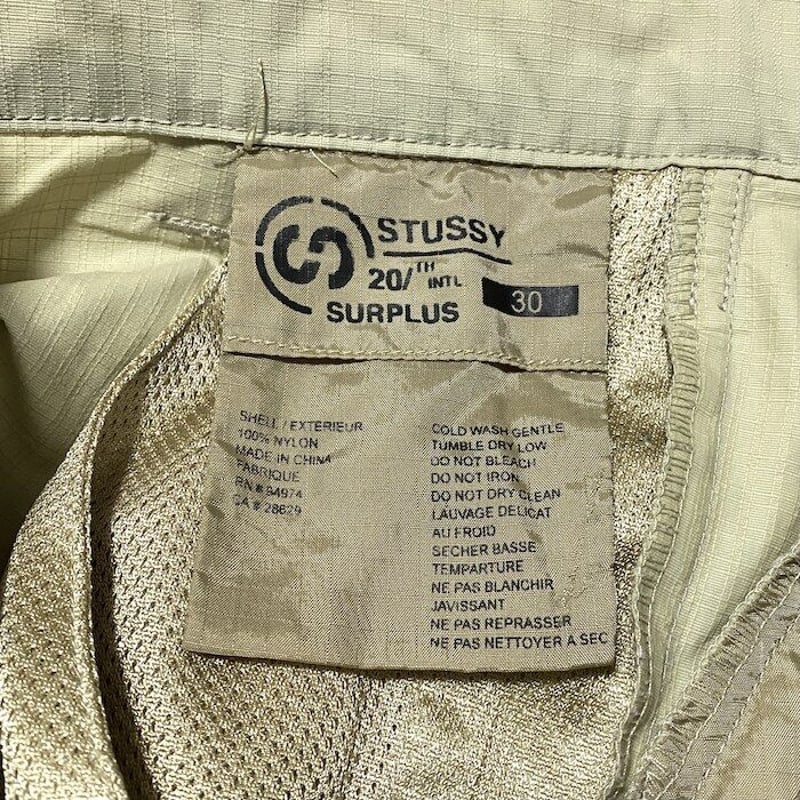 STUSSY
20/TH INTL
SURPLUS
30
SHELL / EXTERIEUR
100% NYLON
MADE IN CHINA
FABRIQUE
RN # 94974
CA # 28629
COLD WASH GENTLE
TUMBLE DRY LOW
DO NOT BLEACH
DO NOT IRON
DO NOT DRY CLEAN
LAUVAGE DELICAT
AU FROID
SECHER BASSE
TEMPARTURE
NE PAS BLANCHIR
JAVISSANT
NE PAS REPRASSER
NE PAS NETTOYER A SEC